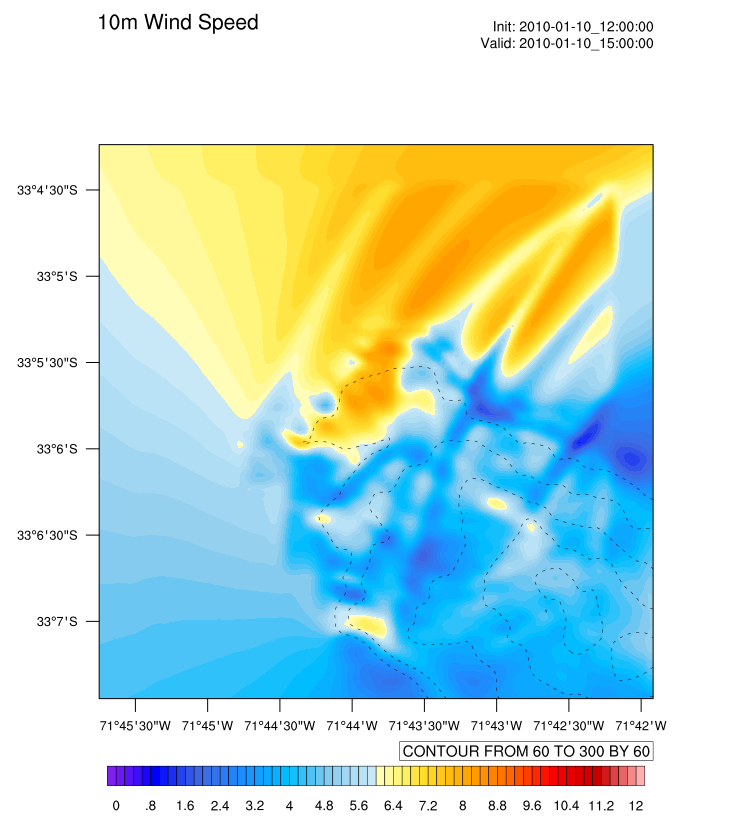 10m Wind Speed
Init: 2010-01-10_12:00:00
Valid: 2010-01-10_15:00:00
33°4'30"S
33°5'S
33°5'30"S
33°6'S
33°6'30"S
33°7'S
71°45'30"W 71°45'W 71°44'30"W 71°44'W 71°43'30"W 71°43'W 71°42'30"W 71°42'W
CONTOUR FROM 60 TO 300 BY 60
0 .8 1.6 2.4 3.2 4 4.8 5.6 6.4 7.2 8 8.8 9.6 10.4 11.2 12